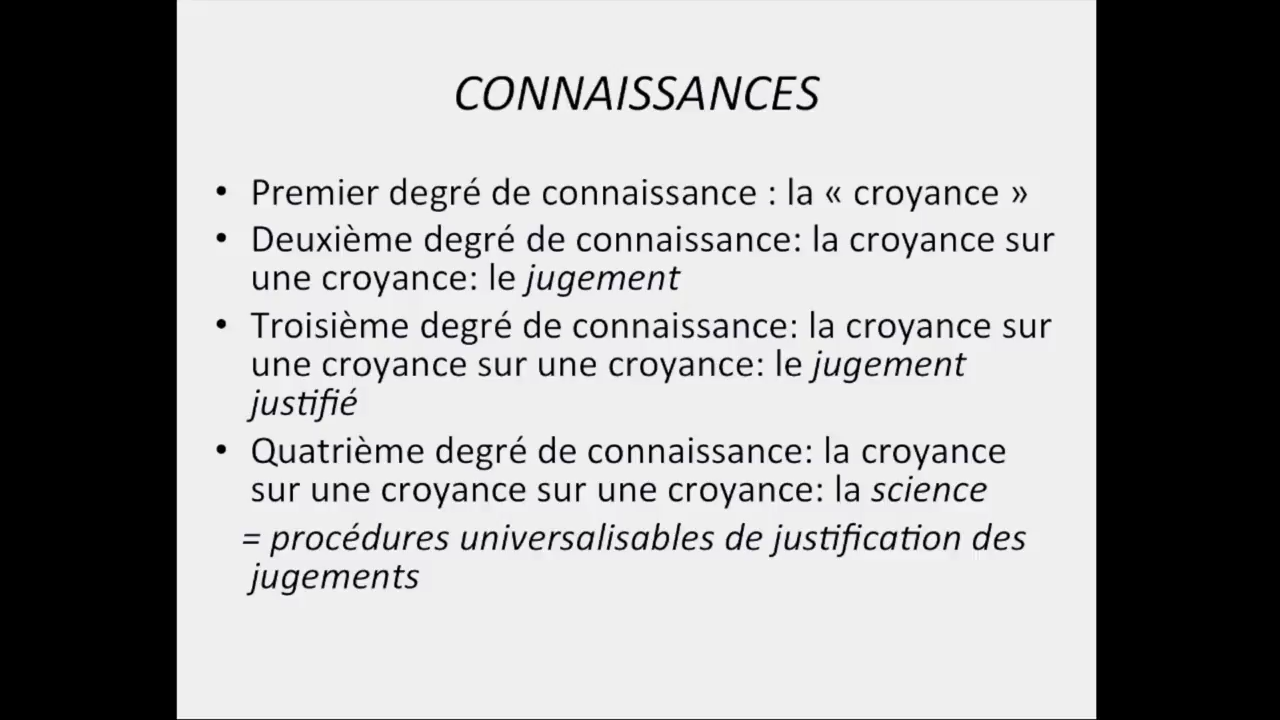 CONNAISSANCES
• Premier degré de connaissance : la « croyance »
• Deuxième degré de connaissance: la croyance sur
une croyance: le jugement
• Troisième degré de connaissance: la croyance sur
une croyance sur une croyance: le jugement
justifié
• Quatrième degré de connaissance: la croyance
sur une croyance sur une croyance: la science
= procédures universalisables de justification des
jugements